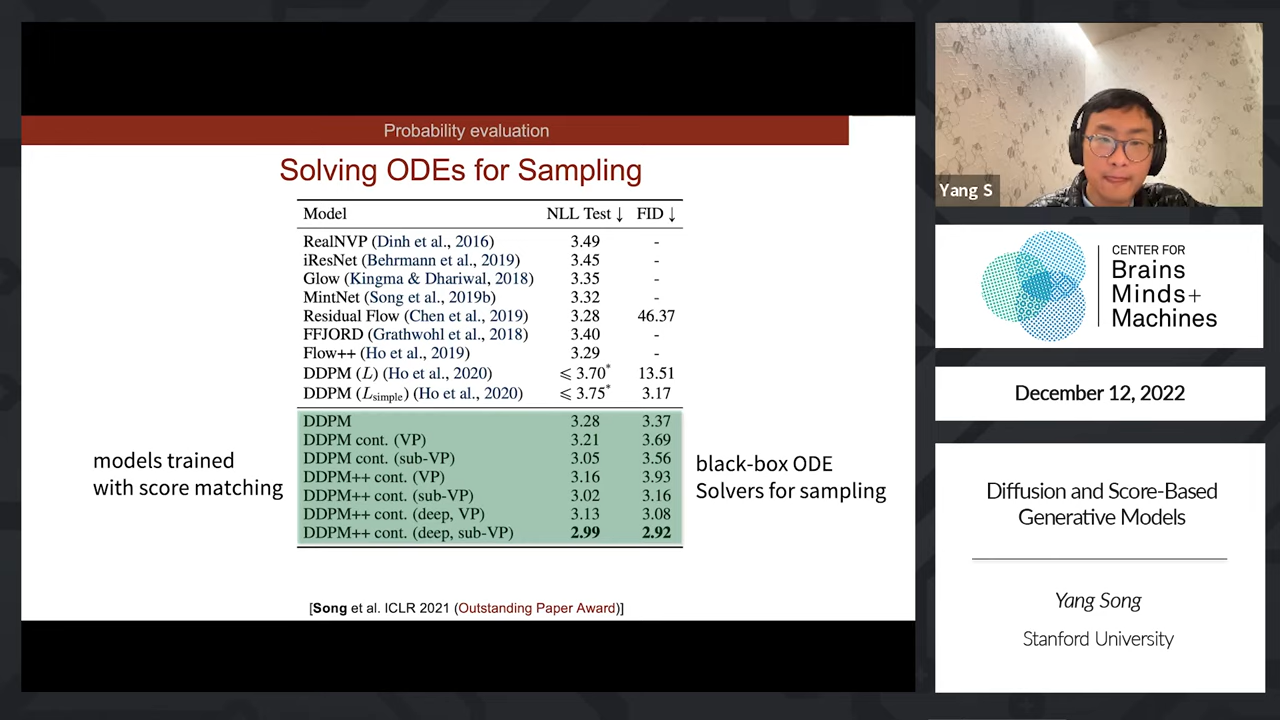 Probability evaluation
Solving ODEs for Sampling
Model NLL Test ↓ FID ↓
RealNVP (Dinh et al., 2016) 3.49 -
iResNet (Behrmann et al., 2019) 3.45 -
Glow (Kingma & Dhariwal, 2018) 3.35 -
MintNet (Song et al., 2019b) 3.32 -
Residual Flow (Chen et al., 2019) 3.28 46.37
FFJORD (Grathwohl et al., 2018) 3.40 -
Flow++ (Ho et al., 2019) 3.29 -
DDPM (L) (Ho et al., 2020) ⩽ 3.70* 13.51
DDPM (Lsimple) (Ho et al., 2020) ⩽ 3.75* 3.17
DDPM 3.28 3.37
DDPM cont. (VP) 3.21 3.69
DDPM cont. (sub-VP) 3.05 3.56
DDPM++ cont. (VP) 3.16 3.93
DDPM++ cont. (sub-VP) 3.02 3.16
DDPM++ cont. (deep, VP) 3.13 3.08
DDPM++ cont. (deep, sub-VP) 2.99 2.92
models trained
with score matching
black-box ODE
Solvers for sampling
[Song et al. ICLR 2021 (Outstanding Paper Award)]
Yang S
CENTER FOR
Brains
Minds+
Machines
December 12, 2022
Diffusion and Score-Based
Generative Models
Yang Song
Stanford University